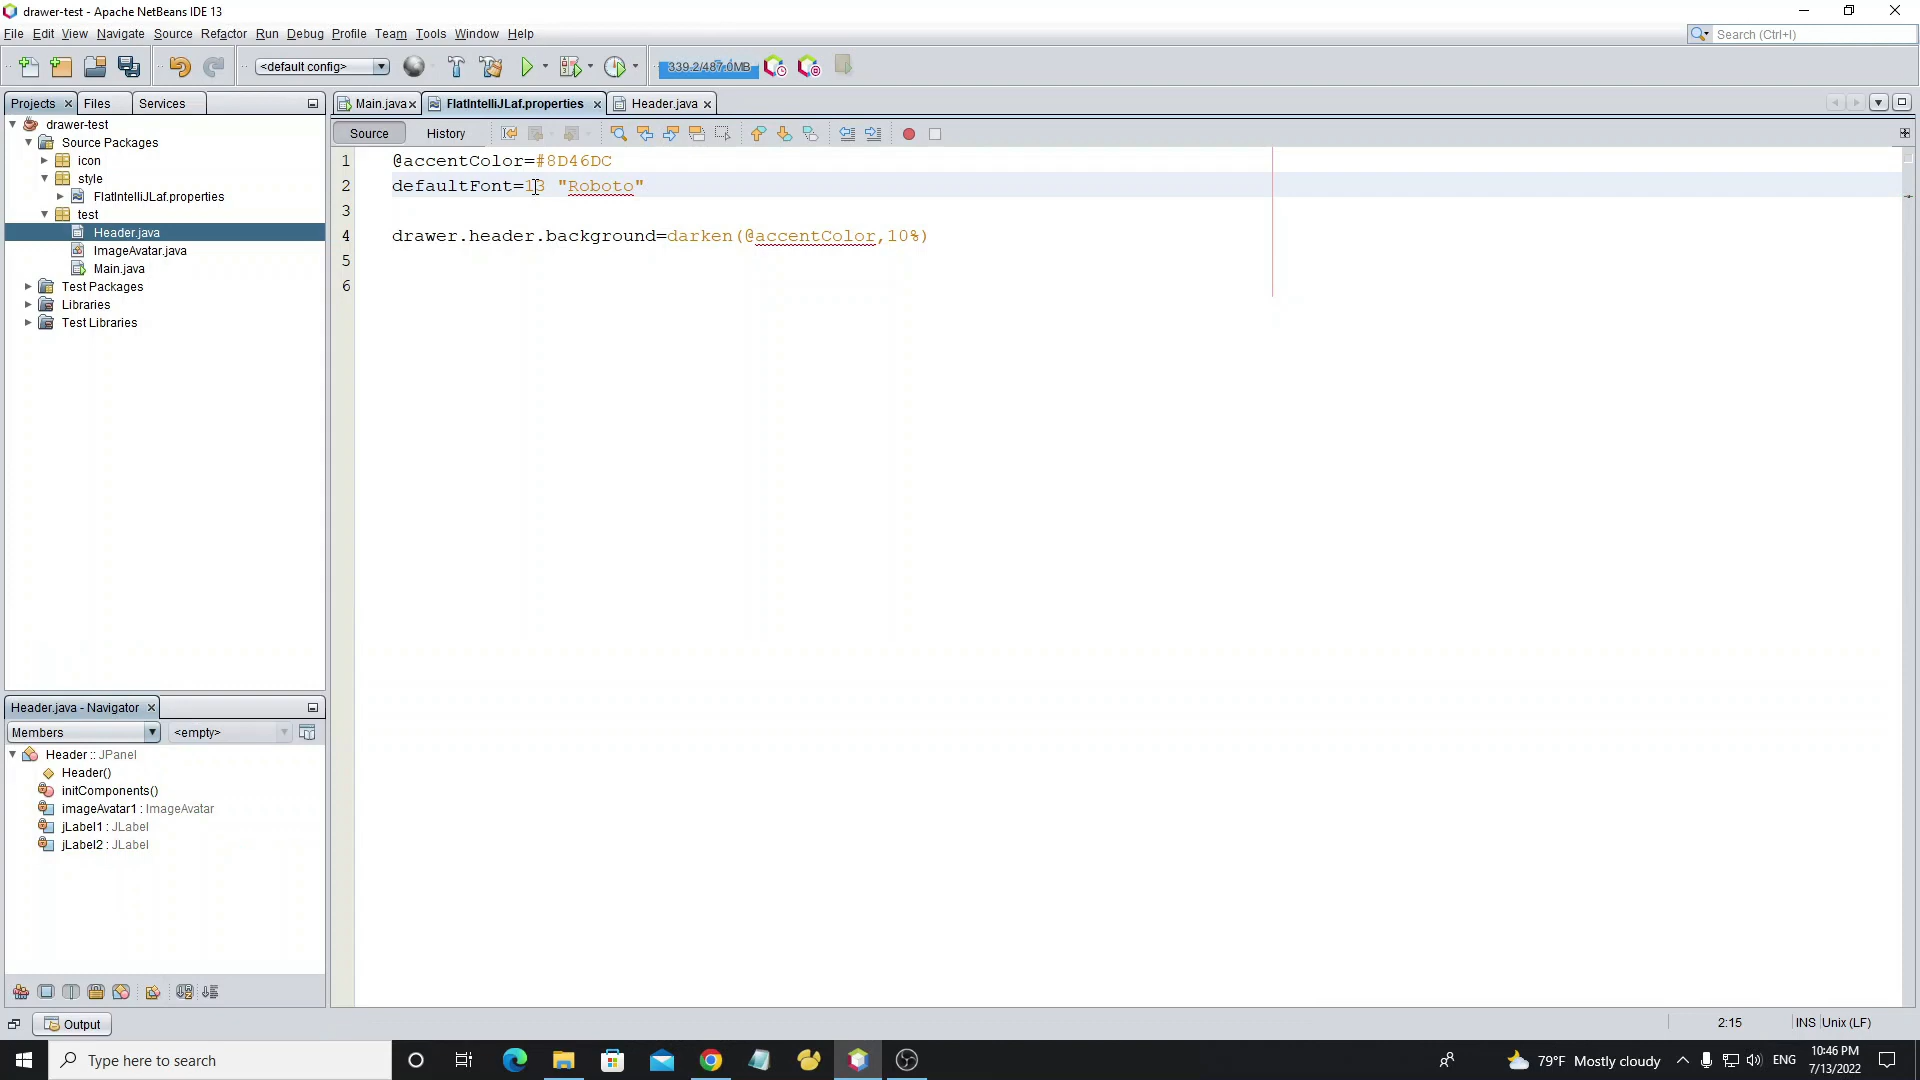 drawer-test - Apache NetBeans IDE 13
File Edit View Navigate Source Refactor Run Debug Profile Team Tools Window Help
Search (Ctrl+I)
<default config>
339.2/487.0MB
Projects Files Services
Main.java FlatIntelliJLaf.properties Header.java
drawer-test
Source Packages
icon
style
FlatIntelliJLaf.properties
test
Header.java
ImageAvatar.java
Main.java
Test Packages
Libraries
Test Libraries
Source History
1 @accentColor=#8D46DC
2 defaultFont=13 "Roboto"
3
4 drawer.header.background=darken(@accentColor,10%)
5
6
Header.java - Navigator
Members <empty>
Header :: JPanel
Header()
initComponents()
imageAvatar1 : ImageAvatar
jLabel1 : JLabel
jLabel2 : JLabel
Output
2:15 INS Unix (LF)
Type here to search
79°F Mostly cloudy
ENG
10:46 PM
7/13/2022